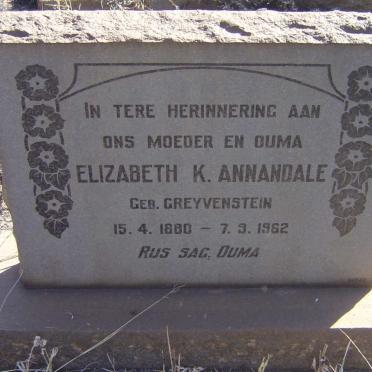 IN TERE HERINNERING AAN
ONS MOEDER EN OUMA
ELIZABETH K. ANNANDALE
GEB. GREYVENSTEIN
15. 4. 1880 – 7. 9. 1962
RUS SAG, OUMA